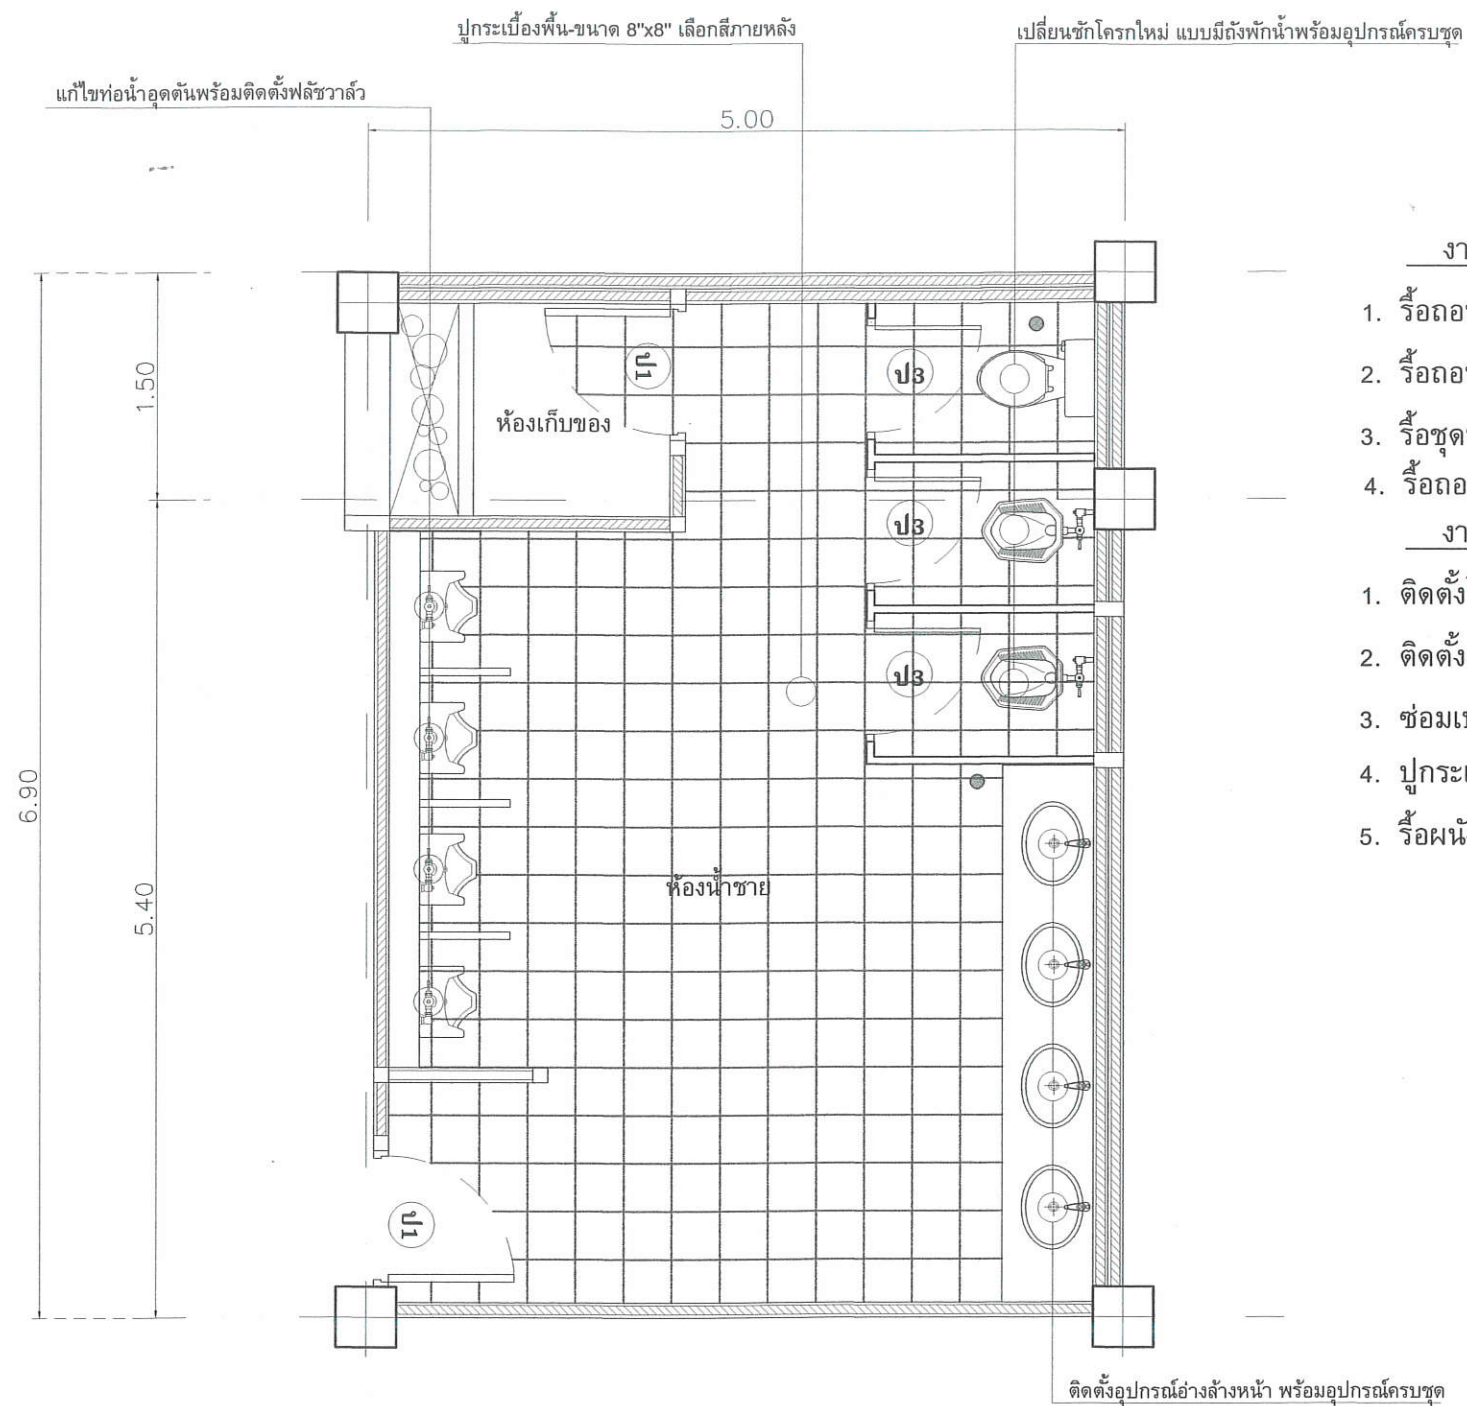 ปูกระเบื้องพื้น-ขนาด 8"x8" เลือกสีภายหลัง
เปลี่ยนชักโครกใหม่ แบบมีถังพักน้ำพร้อมอุปกรณ์ครบชุด
แก้ไขท่อน้ำอุดตันพร้อมติดตั้งฟลัชวาล์ว
5.00
1. รื้อถอ
2. รื้อถอ
3. รื้อชุด
4. รื้อถอ
1. ติดตั้ง
2. ติดตั้ง
3. ซ่อมเ
4. ปูกระเ
5. รื้อผนั
1.50
ป1
ป3
ห้องเก็บของ
ป3
ป3
6.90
5.40
ห้องน้ำชาย
ป1
ติดตั้งอุปกรณ์อ่างล้างหน้า พร้อมอุปกรณ์ครบชุด